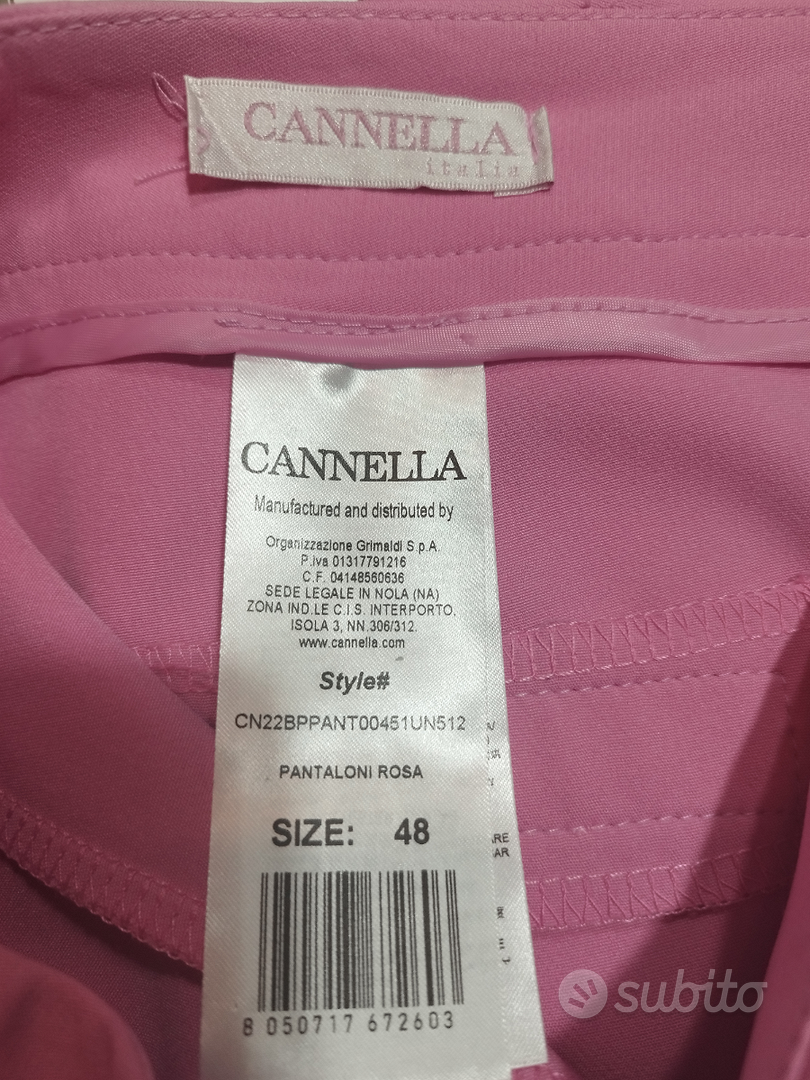 CANNELLA
italia
CANNELLA
Manufactured and distributed by
Organizzazione Grimaldi S.p.A.
P.Iva 01317791216
C.F. 04148560636
SEDE LEGALE IN NOLA (NA)
ZONA IND.LE C.I.S. INTERPORTO,
ISOLA 3, NN.306/312.
www.cannella.com
Style#
CN22BPPANT00451UN512
PANTALONI ROSA
SIZE: 48
8 050717 672603
subito